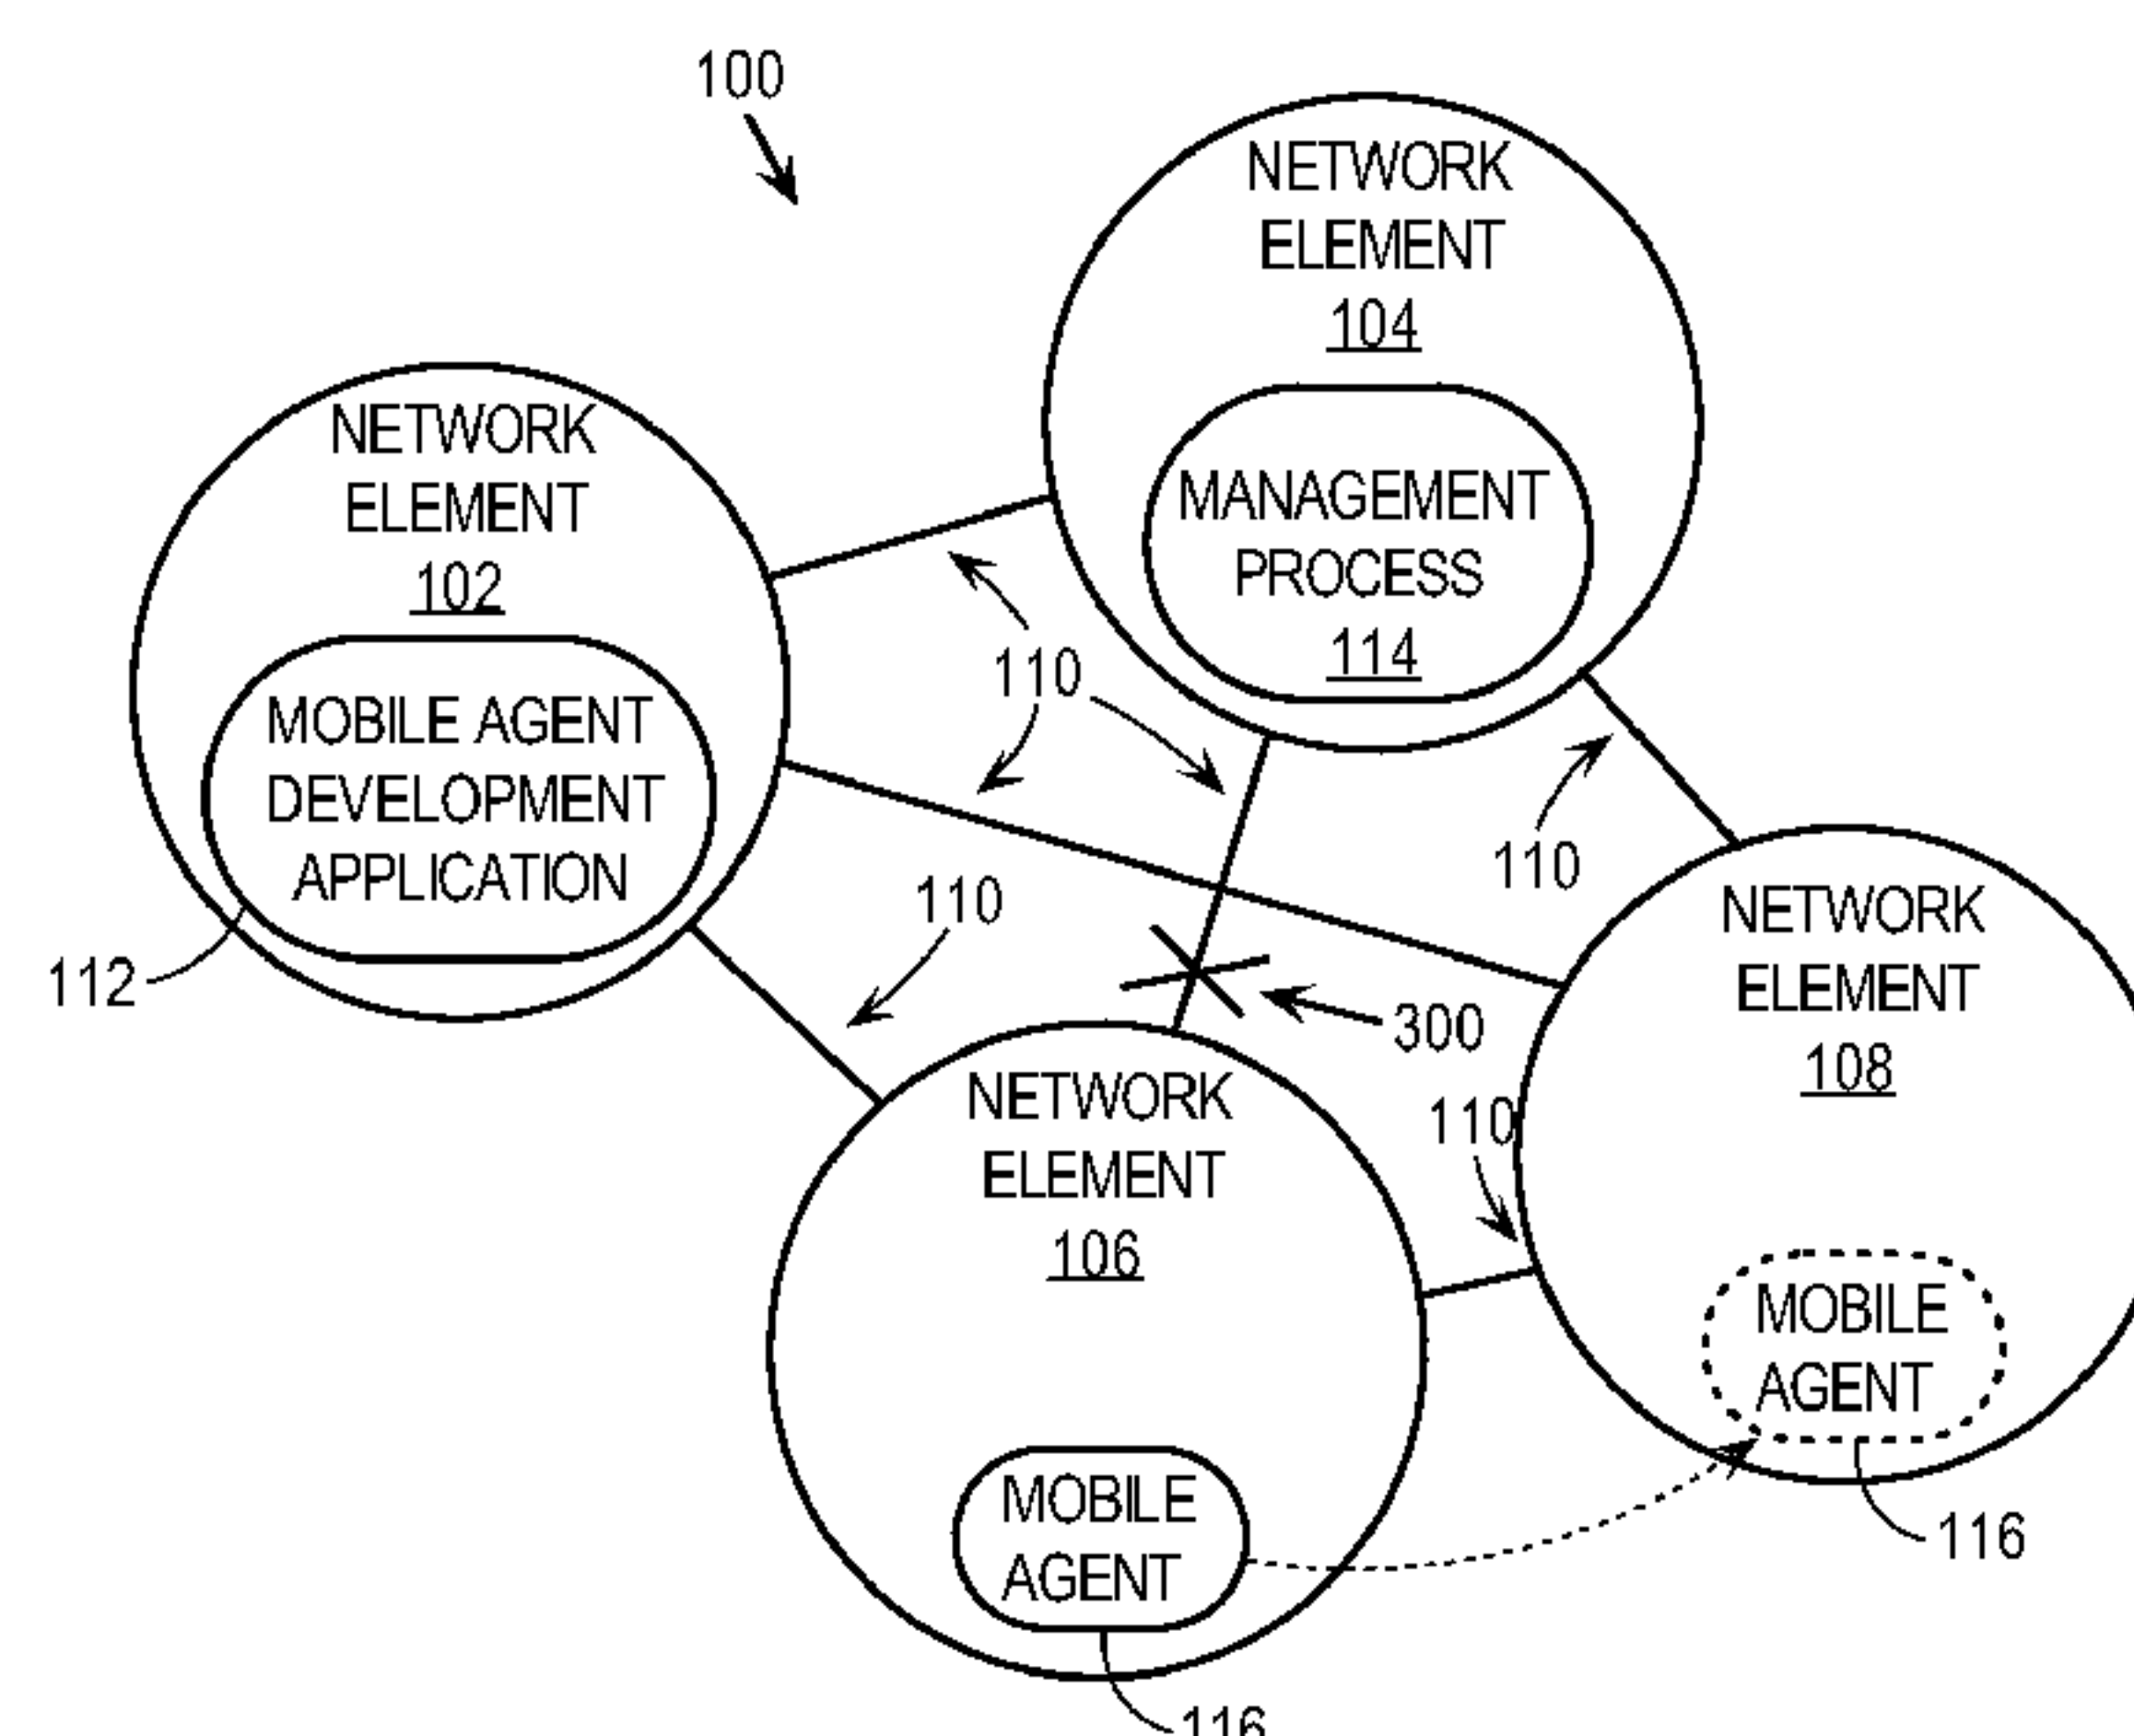 100
NETWORK
ELEMENT
104
MANAGEMENT
PROCESS
114
NETWORK
ELEMENT
102
MOBILE AGENT
DEVELOPMENT
APPLICATION
112
110
110
110
300
NETWORK
ELEMENT
108
110
MOBILE
AGENT
116
NETWORK
ELEMENT
106
MOBILE
AGENT
116